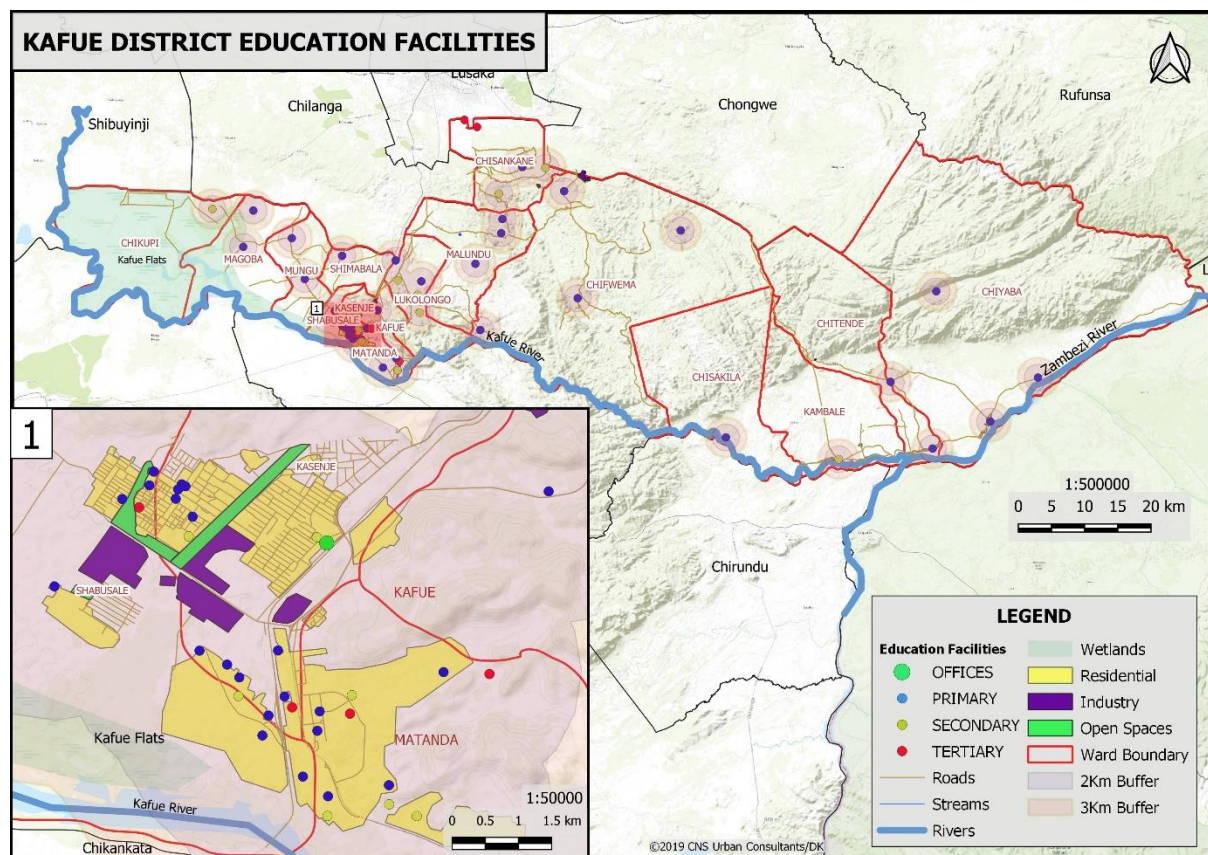 KAFUE DISTRICT EDUCATION FACILITIES
Lusaka
Chilanga
Chongwe
Rufunsa
Shibuyinji
CHISANKANE
CHIKUPI
Kafue Flats
MAGOBA
MUNGU
SHIMABALA
MALUNDU
LUKOLONGO
CHIFWEMA
CHIYABA
1
KASENJE
SHABUSALE
KAFUE
MATANDA
Kafue River
CHITENDE
CHISAKILA
KAMBALE
Zambezi River
L
1:500000
0 5 10 15 20 km
Chirundu
1
KASENJE
SHABUSALE
KAFUE
Kafue Flats
MATANDA
Kafue River
Chikankata
1:50000
0 0.5 1 1.5 km
LEGEND
Education Facilities
OFFICES
PRIMARY
SECONDARY
TERTIARY
Roads
Streams
Rivers
Wetlands
Residential
Industry
Open Spaces
Ward Boundary
2Km Buffer
3Km Buffer
©2019 CNS Urban Consultants/DK